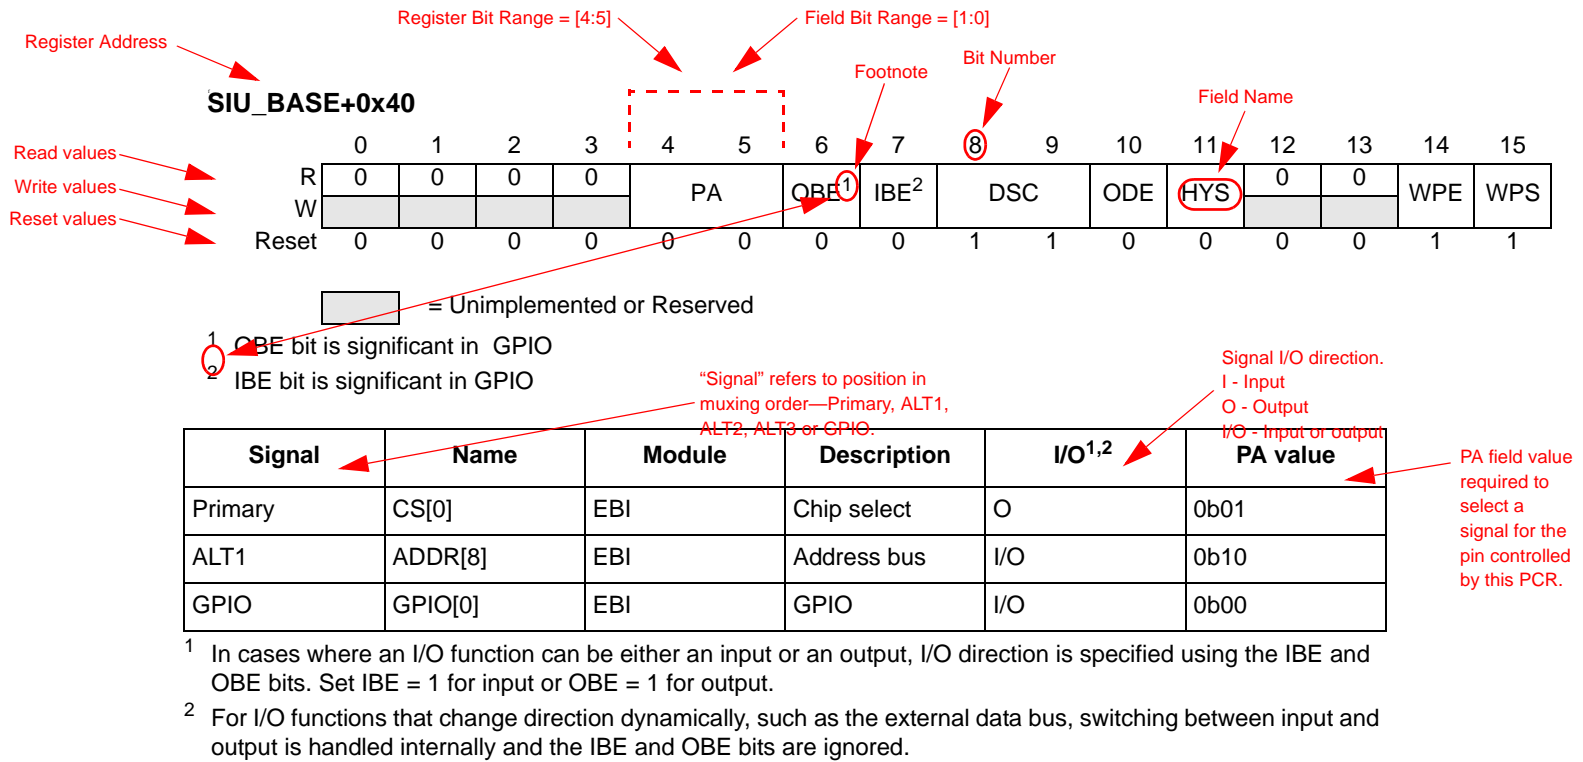 Register Bit Range = [4:5]
Field Bit Range = [1:0]
Register Address
Footnote
Bit Number
Field Name
SIU_BASE+0x40
0 1 2 3 4 5 6 7 8 9 10 11 12 13 14 15
Read values
R 0 0 0 0 PA OBE1 IBE2 DSC ODE HYS 0 0 WPE WPS
Write values
W
Reset values
Reset 0 0 0 0 0 0 0 0 1 1 0 0 0 0 1 1
= Unimplemented or Reserved
1 OBE bit is significant in GPIO
2 IBE bit is significant in GPIO
“Signal” refers to position in
muxing order—Primary, ALT1,
ALT2, ALT3 or GPIO.
Signal I/O direction.
I - Input
O - Output
I/O - Input or output
Signal Name Module Description I/O1,2 PA value
Primary CS[0] EBI Chip select O 0b01
ALT1 ADDR[8] EBI Address bus I/O 0b10
GPIO GPIO[0] EBI GPIO I/O 0b00
PA field value
required to
select a
signal for the
pin controlled
by this PCR.
1 In cases where an I/O function can be either an input or an output, I/O direction is specified using the IBE and
OBE bits. Set IBE = 1 for input or OBE = 1 for output.
2 For I/O functions that change direction dynamically, such as the external data bus, switching between input and
output is handled internally and the IBE and OBE bits are ignored.